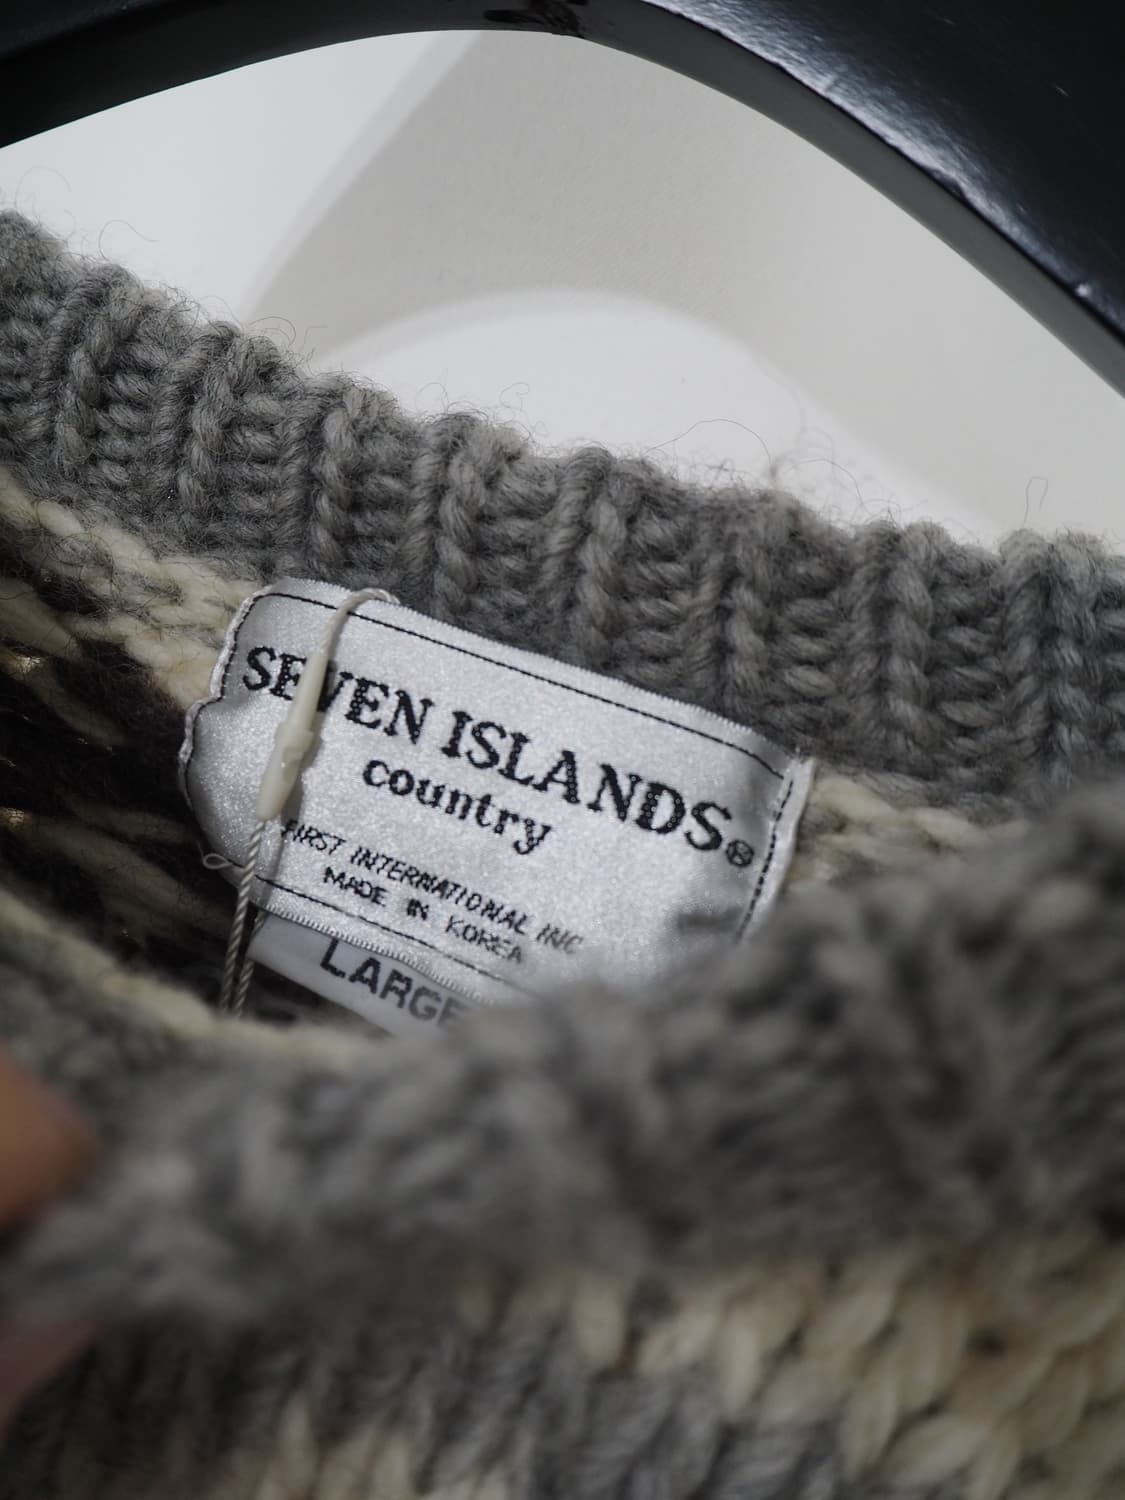 SEVEN ISLANDS®
country
FIRST INTERNATIONAL INC
MADE IN KOREA
LARGE